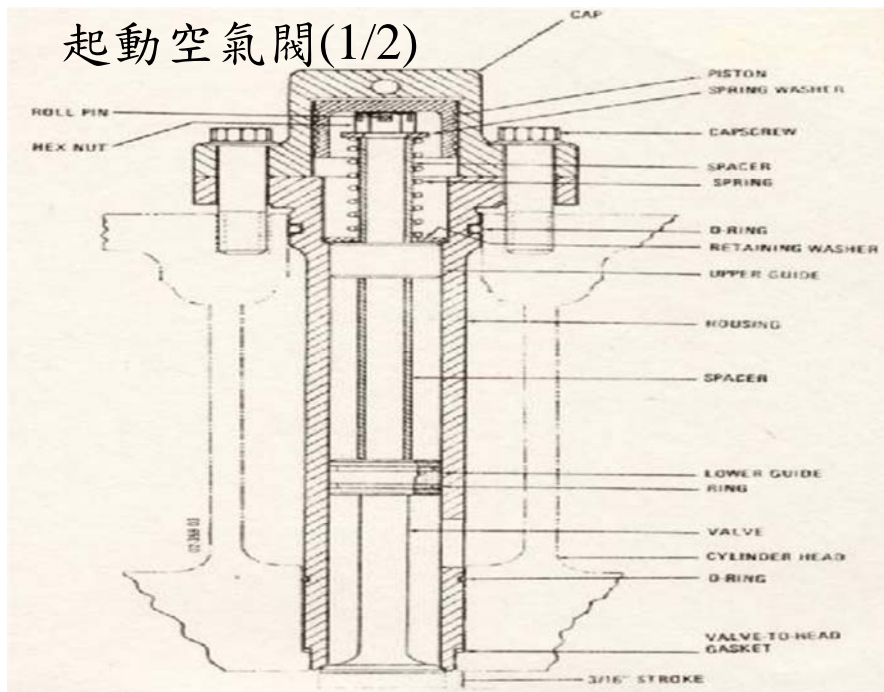 起動空氣閥(1/2)
CAP
PISTON
SPRING WASHER
ROLL PIN
CAPSCREW
HEX NUT
SPACER
SPRING
O-RING
RETAINING WASHER
UPPER GUIDE
HOUSING
SPACER
LOWER GUIDE
RING
VALVE
CYLINDER HEAD
O-RING
VALVE-TO-HEAD
GASKET
3/16" STROKE